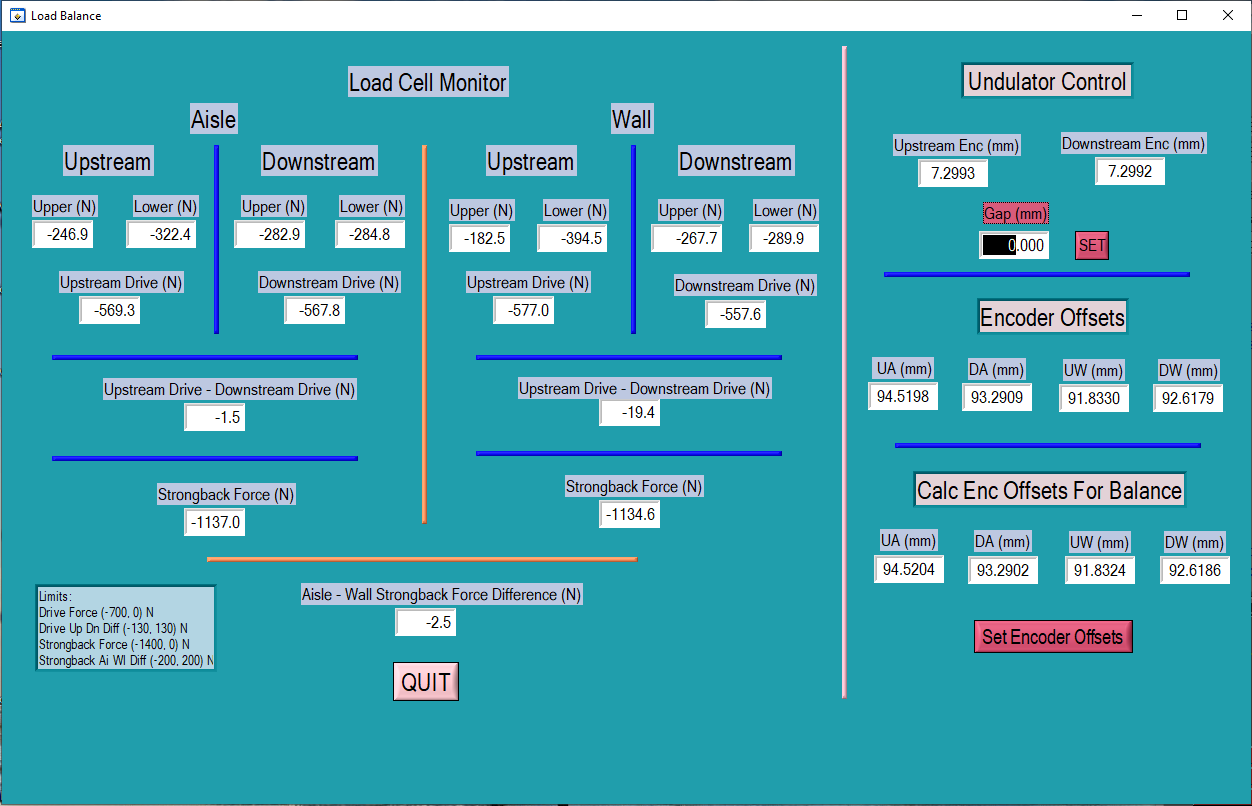 Load Balance
Load Cell Monitor
Aisle
Wall
Upstream
Downstream
Upstream
Downstream
Upper (N)
Lower (N)
Upper (N)
Lower (N)
Upper (N)
Lower (N)
Upper (N)
Lower (N)
-246.9
-322.4
-282.9
-284.8
-182.5
-394.5
-267.7
-289.9
Upstream Drive (N)
Downstream Drive (N)
Upstream Drive (N)
Downstream Drive (N)
-569.3
-567.8
-577.0
-557.6
Upstream Drive - Downstream Drive (N)
Upstream Drive - Downstream Drive (N)
-1.5
-19.4
Strongback Force (N)
Strongback Force (N)
-1137.0
-1134.6
Aisle - Wall Strongback Force Difference (N)
-2.5
Limits:
Drive Force (-700, 0) N
Drive Up Dn Diff (-130, 130) N
Strongback Force (-1400, 0) N
Strongback Ai Wl Diff (-200, 200) N
QUIT
Undulator Control
Upstream Enc (mm)
Downstream Enc (mm)
7.2993
7.2992
Gap (mm)
0.000
SET
Encoder Offsets
UA (mm)
DA (mm)
UW (mm)
DW (mm)
94.5198
93.2909
91.8330
92.6179
Calc Enc Offsets For Balance
UA (mm)
DA (mm)
UW (mm)
DW (mm)
94.5204
93.2902
91.8324
92.6186
Set Encoder Offsets